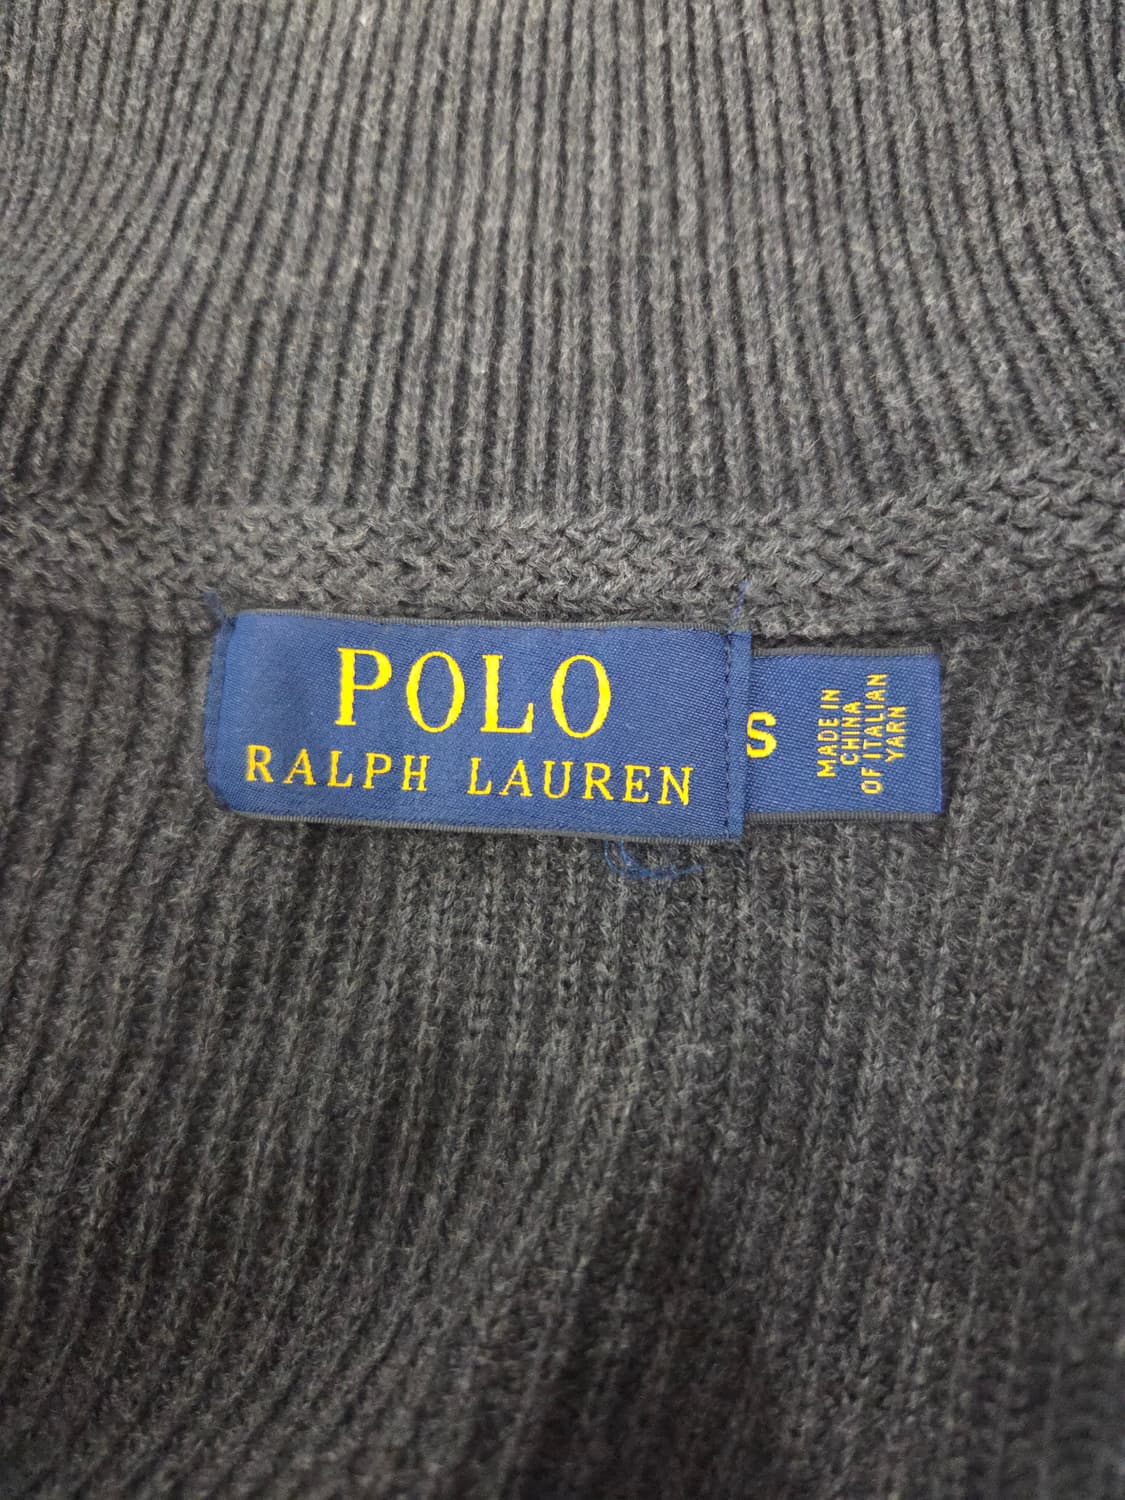 POLO
RALPH LAUREN
S
MADE IN
CHINA
OF ITALIAN
YARN